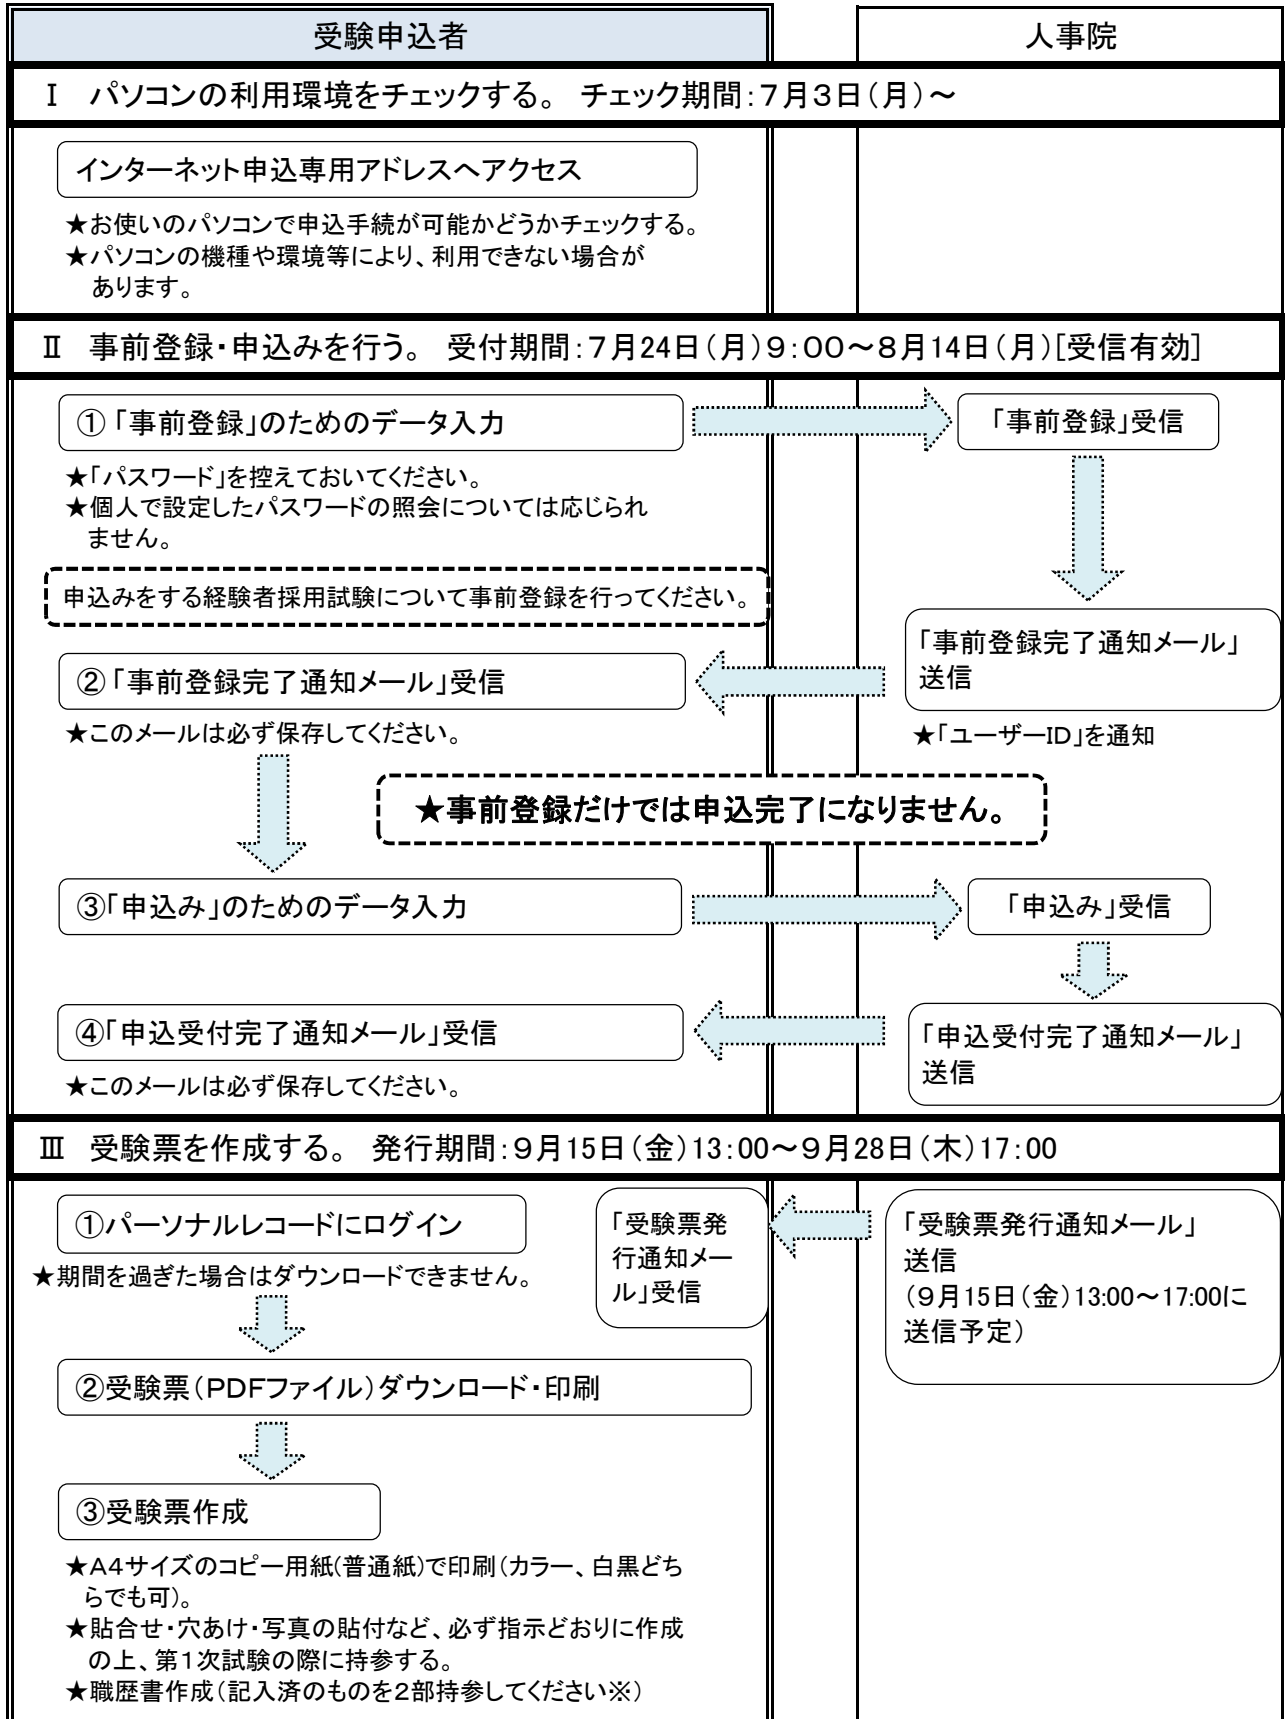 受験申込者
人事院
Ⅰ　パソコンの利用環境をチェックする。　チェック期間：７月３日（月）～
インターネット申込専用アドレスへアクセス
★お使いのパソコンで申込手続が可能かどうかチェックする。
★パソコンの機種や環境等により、利用できない場合が
あります。
Ⅱ　事前登録・申込みを行う。　受付期間：７月24日（月）９：００～８月14日（月）[受信有効]
①「事前登録」のためのデータ入力
「事前登録」受信
★「パスワード」を控えておいてください。
★個人で設定したパスワードの照会については応じられ
ません。
申込みをする経験者採用試験について事前登録を行ってください。
「事前登録完了通知メール」
送信
②「事前登録完了通知メール」受信
★このメールは必ず保存してください。
★「ユーザーID」を通知
★事前登録だけでは申込完了になりません。
③「申込み」のためのデータ入力
「申込み」受信
④「申込受付完了通知メール」受信
「申込受付完了通知メール」
送信
★このメールは必ず保存してください。
Ⅲ　受験票を作成する。　発行期間：９月15日（金）13：00～９月28日（木）17：00
①パーソナルレコードにログイン
★期間を過ぎた場合はダウンロードできません。
「受験票発
行通知メー
ル」受信
「受験票発行通知メール」
送信
（９月15日（金）13:00～17:00に
送信予定）
②受験票（ＰＤＦファイル）ダウンロード・印刷
③受験票作成
★Ａ４サイズのコピー用紙(普通紙)で印刷（カラー、白黒どち
らでも可）。
★貼合せ・穴あけ・写真の貼付など、必ず指示どおりに作成
の上、第１次試験の際に持参する。
★職歴書作成（記入済のものを２部持参してください※）